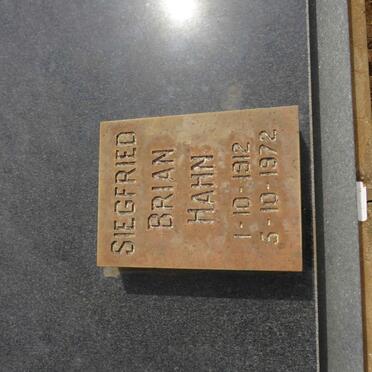 SIEGFRIED
BRIAN
HAHN
1-10-1912
5-10-1972